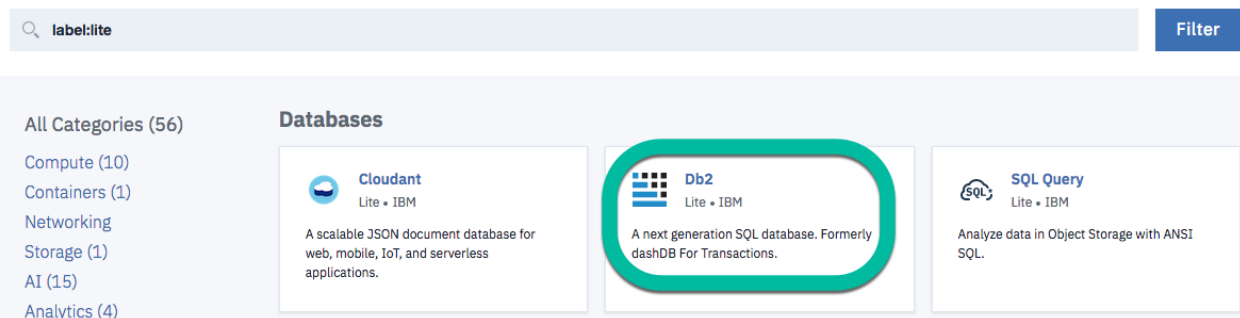 label:lite
Filter
All Categories (56)
Compute (10)
Containers (1)
Networking
Storage (1)
AI (15)
Analytics (4)
Databases
Cloudant
Lite • IBM
A scalable JSON document database for
web, mobile, IoT, and serverless
applications.
Db2
Lite • IBM
A next generation SQL database. Formerly
dashDB For Transactions.
SQL
SQL Query
Lite • IBM
Analyze data in Object Storage with ANSI
SQL.